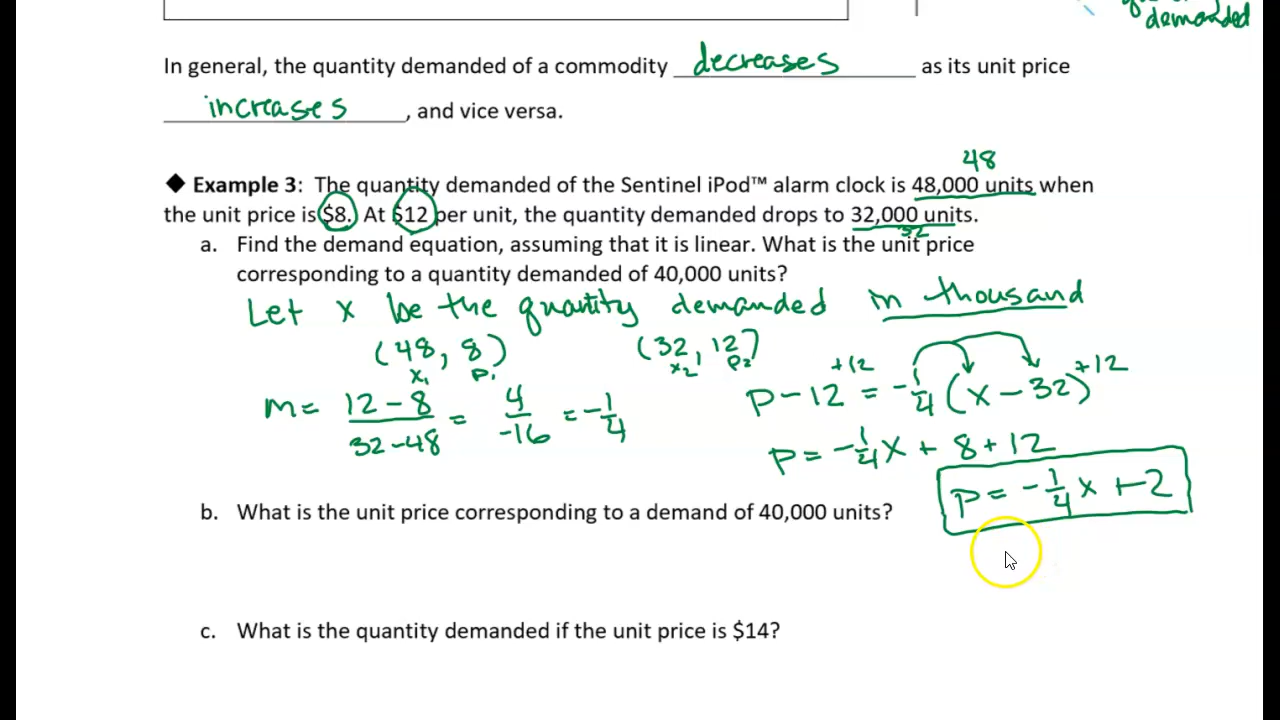 demanded
In general, the quantity demanded of a commodity decreases as its unit price
increases, and vice versa.
48
◆ Example 3: The quantity demanded of the Sentinel iPod™ alarm clock is 48,000 units when
the unit price is $8. At $12 per unit, the quantity demanded drops to 32,000 units.
32
a. Find the demand equation, assuming that it is linear. What is the unit price
corresponding to a quantity demanded of 40,000 units?
Let x be the quantity demanded in thousand
(48, 8) (32, 12)
x1 p1 x2 p2
+12 +12
p - 12 = -1/4 (x - 32)
m = 12 - 8 / 32 - 48 = 4 / -16 = -1/4
p = -1/4 x + 8 + 12
p = -1/4 x + 2
b. What is the unit price corresponding to a demand of 40,000 units?
c. What is the quantity demanded if the unit price is $14?